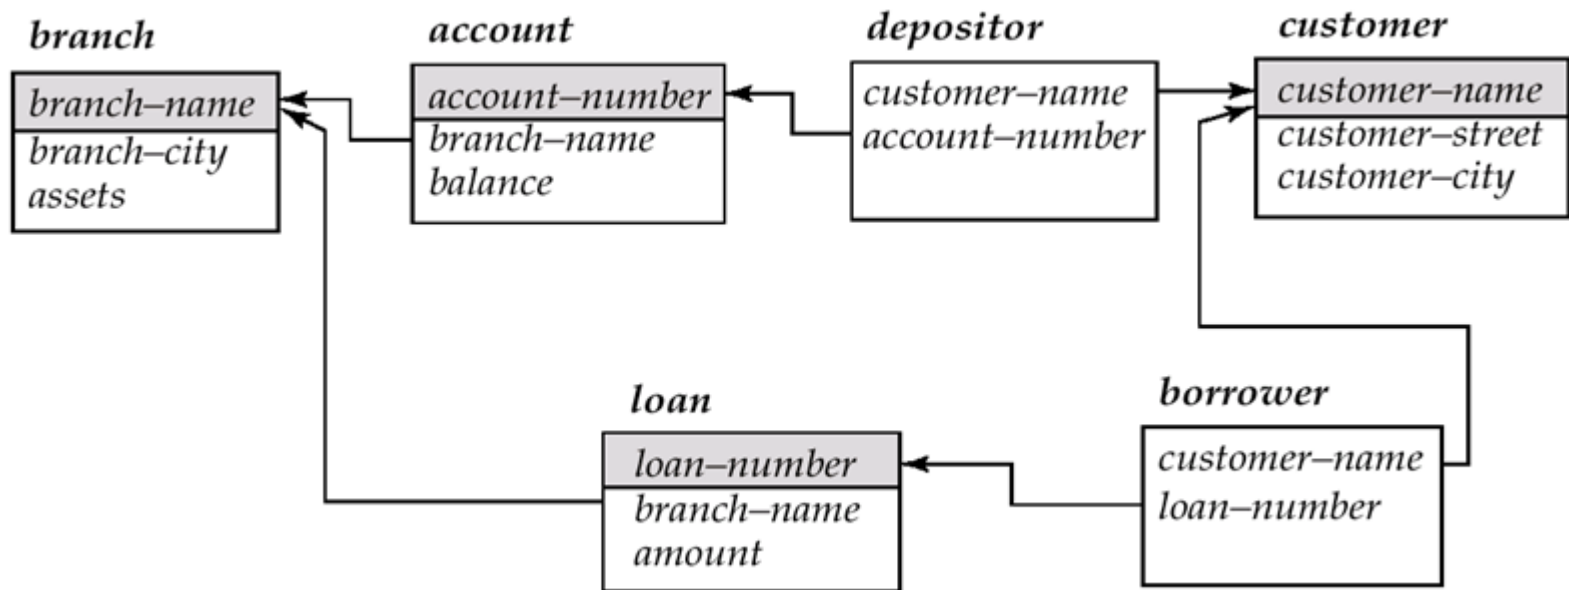 branch
branch–name
branch–city
assets
account
account–number
branch–name
balance
depositor
customer–name
account–number
customer
customer–name
customer–street
customer–city
loan
loan–number
branch–name
amount
borrower
customer–name
loan–number